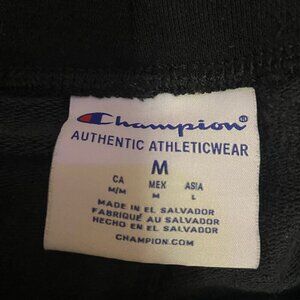 Champion®
AUTHENTIC ATHLETICWEAR
M
CA MEX ASIA
M/M M L
MADE IN EL SALVADOR
FABRIQUÉ AU SALVADOR
HECHO EN EL SALVADOR
CHAMPION.COM